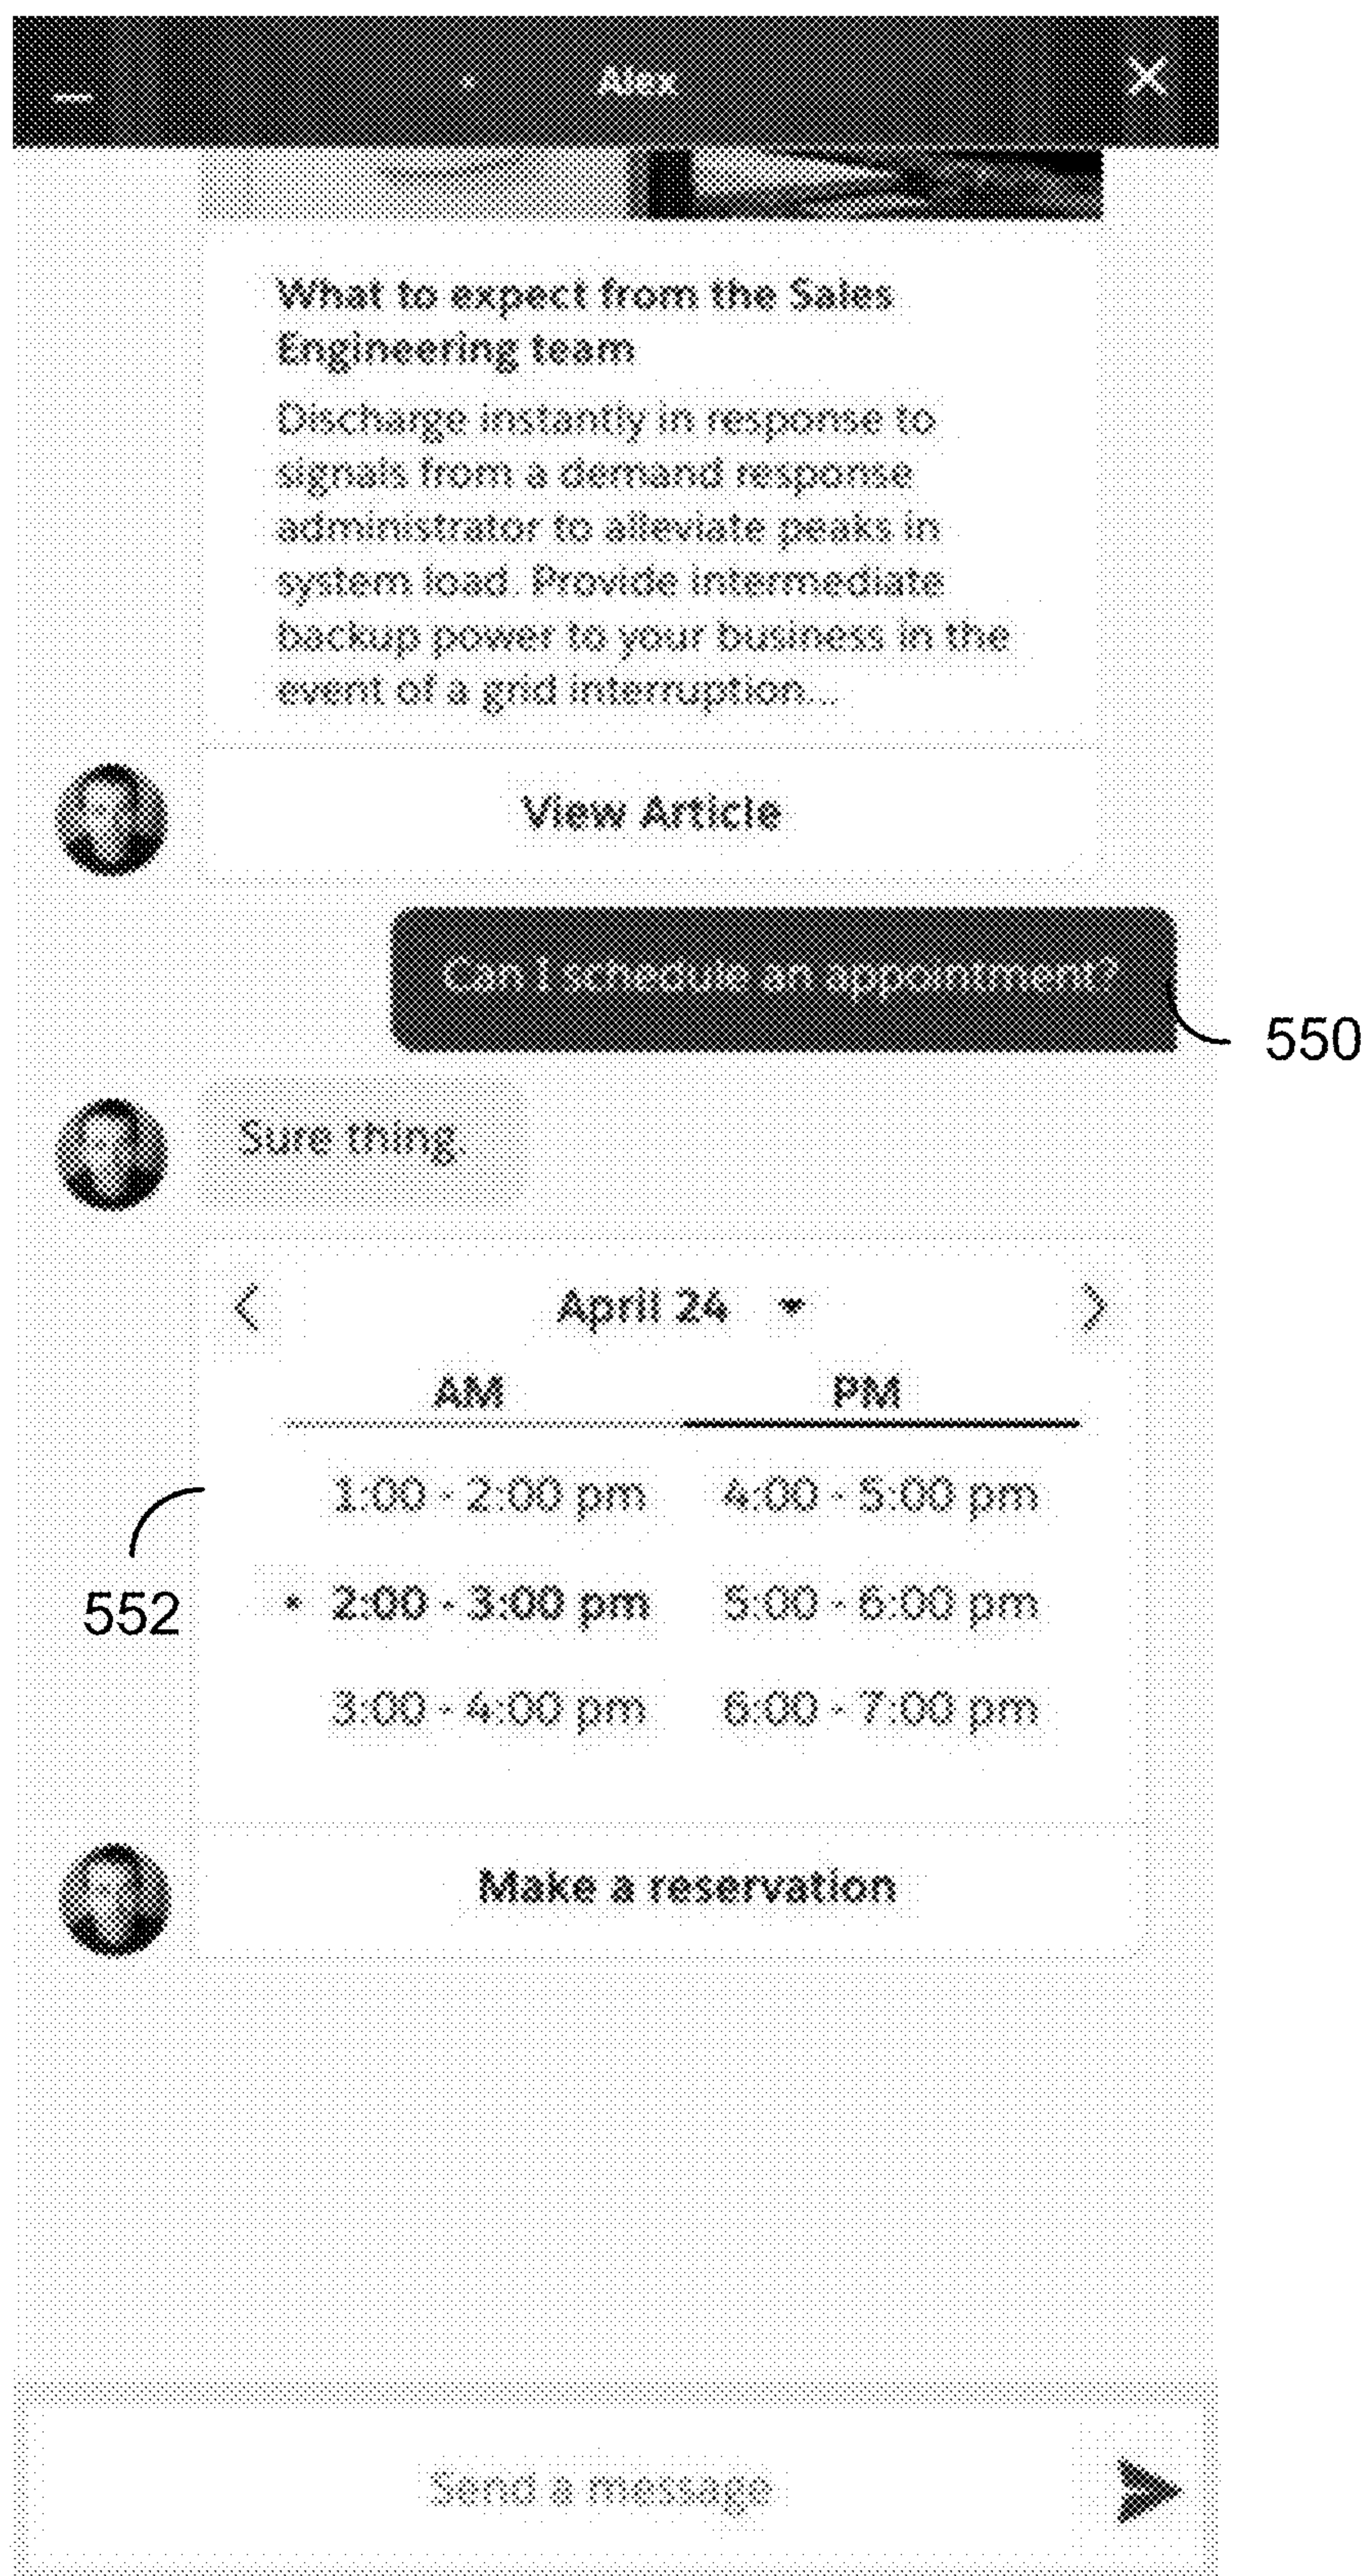 Alex
What to expect from the Sales
Engineering team
Discharge instantly in response to
signals from a demand response
administrator to alleviate peaks in
system load. Provide intermediate
backup power to your business in the
event of a grid interruption...
View Article
Can I schedule an appointment?
550
Sure thing.
April 24
AM PM
1:00 - 2:00 pm 4:00 - 5:00 pm
2:00 - 3:00 pm 5:00 - 6:00 pm
552
3:00 - 4:00 pm 6:00 - 7:00 pm
Make a reservation
Send a message